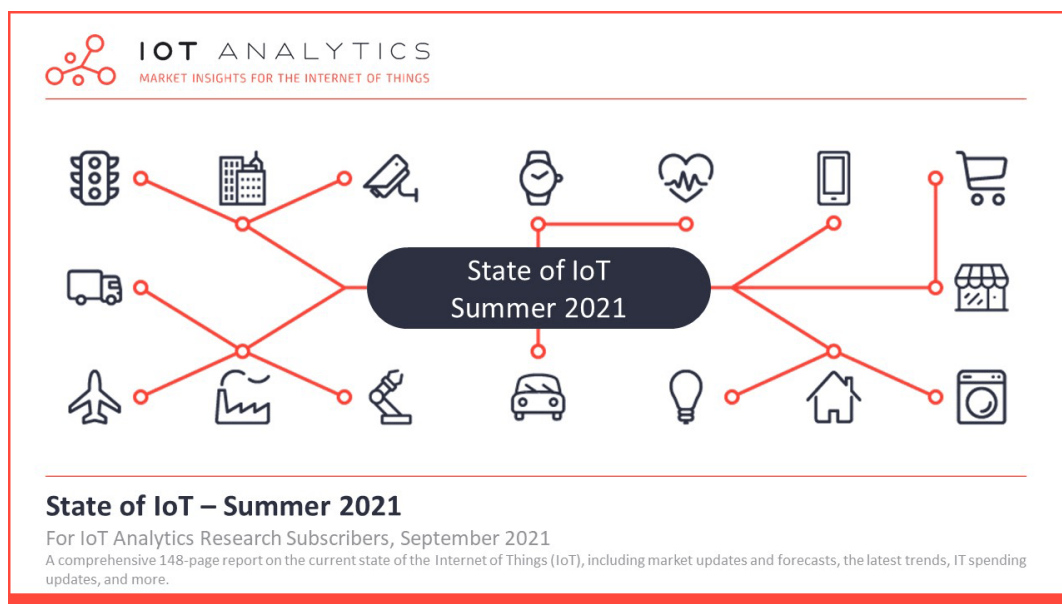 IOT ANALYTICS
MARKET INSIGHTS FOR THE INTERNET OF THINGS
State of IoT
Summer 2021
State of IoT – Summer 2021
For IoT Analytics Research Subscribers, September 2021
A comprehensive 148-page report on the current state of the Internet of Things (IoT), including market updates and forecasts, the latest trends, IT spending
updates, and more.